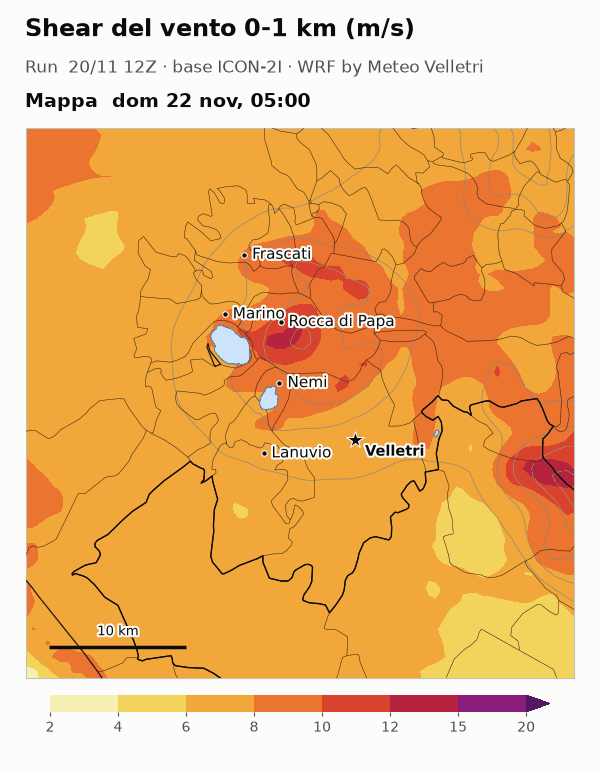 Shear del vento 0-1 km (m/s)
Run  20/11 12Z · base ICON-2I · WRF by Meteo Velletri
Mappa  dom 22 nov, 05:00
Frascati
Marino
Rocca di Papa
Nemi
Velletri
Lanuvio
10 km
2 4 6 8 10 12 15 20